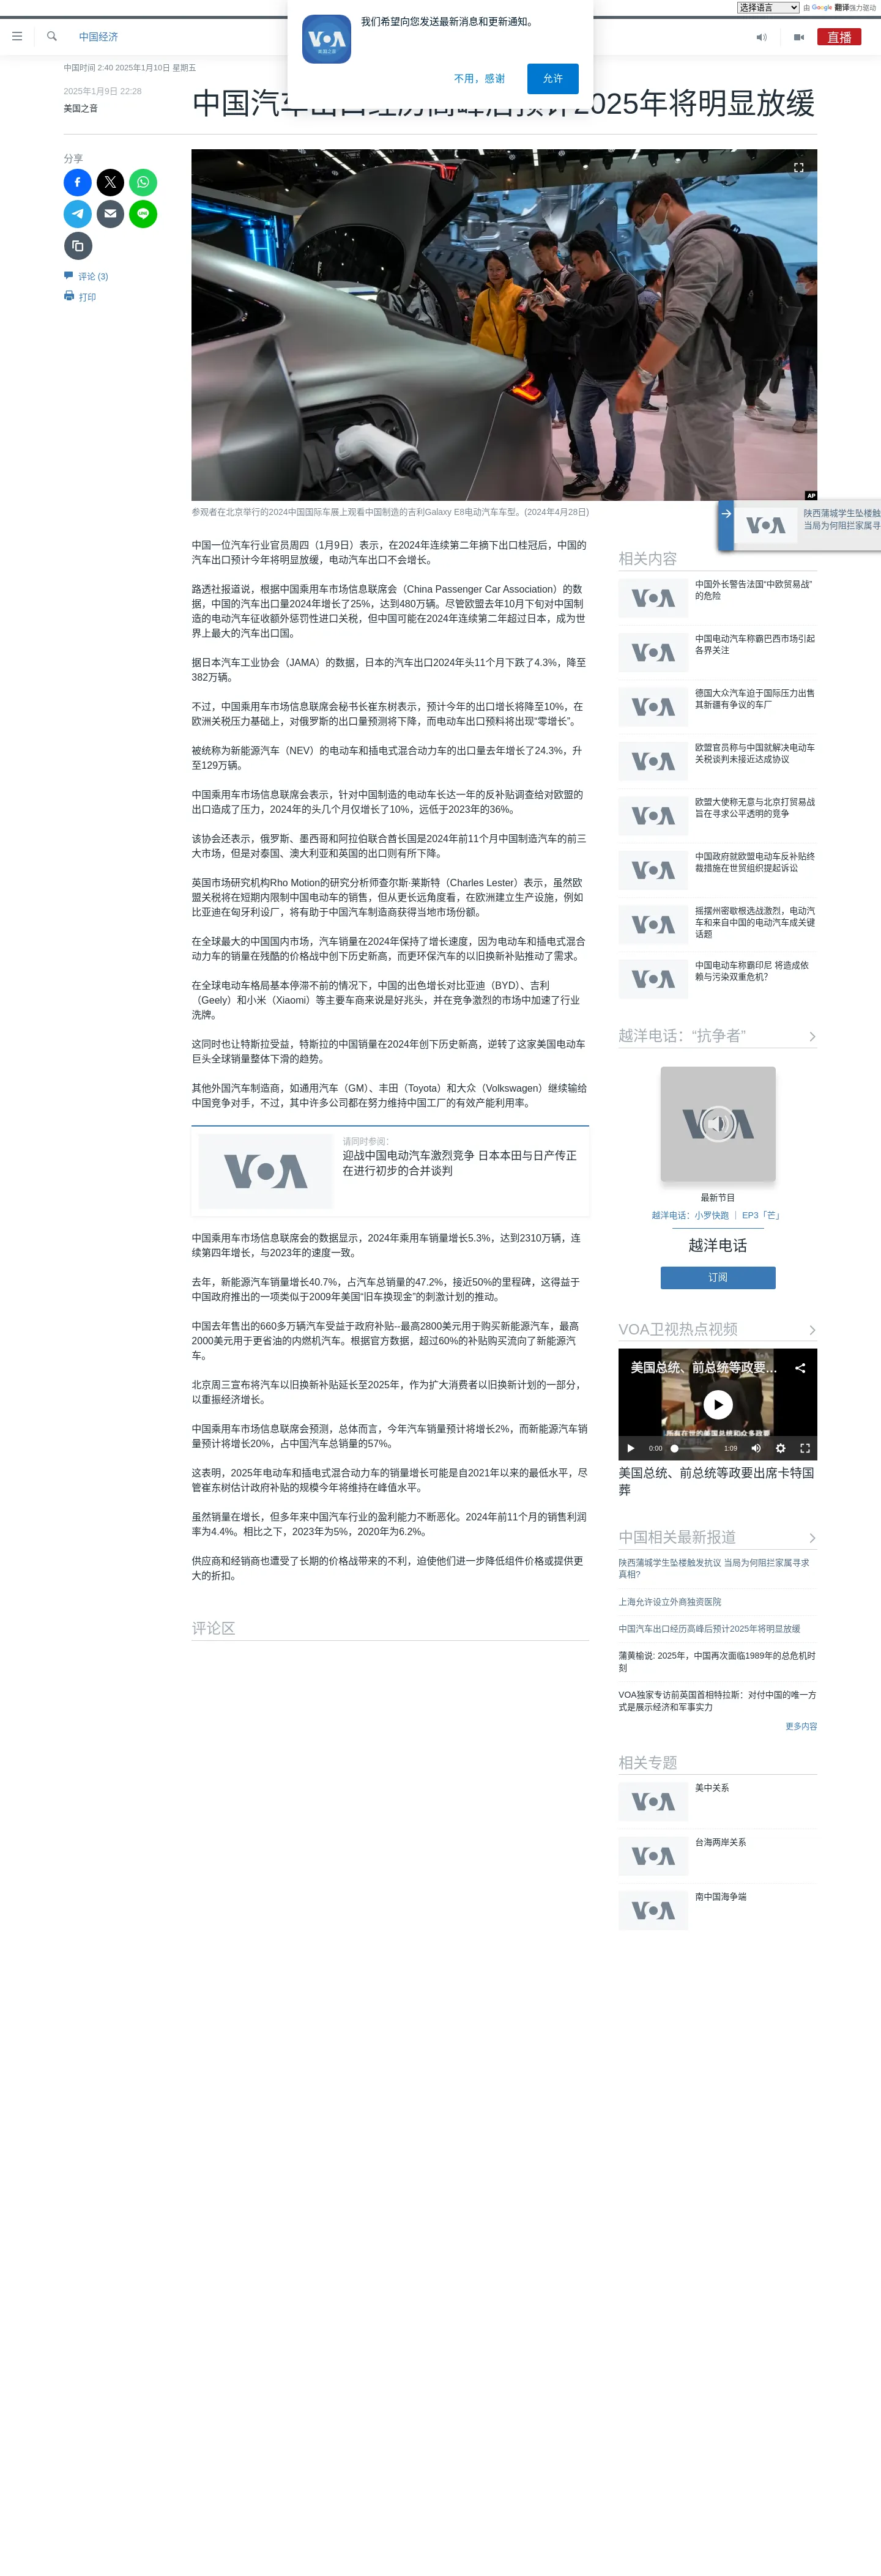 选择语言
由 Google 翻译强力驱动
我们希望向您发送最新消息和更新通知。
不用，感谢
允许
中国经济
直播
中国时间 2:40 2025年1月10日 星期五
2025年1月9日 22:28
美国之音
2025年将明显放缓
分享
评论 (3)
打印
AP
参观者在北京举行的2024中国国际车展上观看中国制造的吉利Galaxy E8电动汽车车型。(2024年4月28日)
中国一位汽车行业官员周四（1月9日）表示，在2024年连续第二年摘下出口桂冠后，中国的
汽车出口预计今年将明显放缓，电动汽车出口不会增长。
路透社报道说，根据中国乘用车市场信息联席会（China Passenger Car Association）的数
据，中国的汽车出口量2024年增长了25%，达到480万辆。尽管欧盟去年10月下旬对中国制
造的电动汽车征收额外惩罚性进口关税，但中国可能在2024年连续第二年超过日本，成为世
界上最大的汽车出口国。
据日本汽车工业协会（JAMA）的数据，日本的汽车出口2024年头11个月下跌了4.3%，降至
382万辆。
不过，中国乘用车市场信息联席会秘书长崔东树表示，预计今年的出口增长将降至10%，在
欧洲关税压力基础上，对俄罗斯的出口量预测将下降，而电动车出口预料将出现“零增长”。
被统称为新能源汽车（NEV）的电动车和插电式混合动力车的出口量去年增长了24.3%，升
至129万辆。
中国乘用车市场信息联席会表示，针对中国制造的电动车长达一年的反补贴调查给对欧盟的
出口造成了压力，2024年的头几个月仅增长了10%，远低于2023年的36%。
该协会还表示，俄罗斯、墨西哥和阿拉伯联合酋长国是2024年前11个月中国制造汽车的前三
大市场，但是对泰国、澳大利亚和英国的出口则有所下降。
英国市场研究机构Rho Motion的研究分析师查尔斯·莱斯特（Charles Lester）表示，虽然欧
盟关税将在短期内限制中国电动车的销售，但从更长远角度看，在欧洲建立生产设施，例如
比亚迪在匈牙利设厂，将有助于中国汽车制造商获得当地市场份额。
在全球最大的中国国内市场，汽车销量在2024年保持了增长速度，因为电动车和插电式混合
动力车的销量在残酷的价格战中创下历史新高，而更环保汽车的以旧换新补贴推动了需求。
在全球电动车格局基本停滞不前的情况下，中国的出色增长对比亚迪（BYD）、吉利
（Geely）和小米（Xiaomi）等主要车商来说是好兆头，并在竞争激烈的市场中加速了行业
洗牌。
这同时也让特斯拉受益，特斯拉的中国销量在2024年创下历史新高，逆转了这家美国电动车
巨头全球销量整体下滑的趋势。
其他外国汽车制造商，如通用汽车（GM）、丰田（Toyota）和大众（Volkswagen）继续输给
中国竞争对手，不过，其中许多公司都在努力维持中国工厂的有效产能利用率。
请同时参阅：
迎战中国电动汽车激烈竞争 日本本田与日产传正
在进行初步的合并谈判
中国乘用车市场信息联席会的数据显示，2024年乘用车销量增长5.3%，达到2310万辆，连
续第四年增长，与2023年的速度一致。
去年，新能源汽车销量增长40.7%，占汽车总销量的47.2%，接近50%的里程碑，这得益于
中国政府推出的一项类似于2009年美国“旧车换现金”的刺激计划的推动。
中国去年售出的660多万辆汽车受益于政府补贴--最高2800美元用于购买新能源汽车，最高
2000美元用于更省油的内燃机汽车。根据官方数据，超过60%的补贴购买流向了新能源汽
车。
北京周三宣布将汽车以旧换新补贴延长至2025年，作为扩大消费者以旧换新计划的一部分，
以重振经济增长。
中国乘用车市场信息联席会预测，总体而言，今年汽车销量预计将增长2%，而新能源汽车销
量预计将增长20%，占中国汽车总销量的57%。
这表明，2025年电动车和插电式混合动力车的销量增长可能是自2021年以来的最低水平，尽
管崔东树估计政府补贴的规模今年将维持在峰值水平。
虽然销量在增长，但多年来中国汽车行业的盈利能力不断恶化。2024年前11个月的销售利润
率为4.4%。相比之下，2023年为5%，2020年为6.2%。
供应商和经销商也遭受了长期的价格战带来的不利，迫使他们进一步降低组件价格或提供更
大的折扣。
评论区
陕西蒲城学生坠楼触
当局为何阻拦家属寻
相关内容
中国外长警告法国“中欧贸易战”
的危险
中国电动汽车称霸巴西市场引起
各界关注
德国大众汽车迫于国际压力出售
其新疆有争议的车厂
欧盟官员称与中国就解决电动车
关税谈判未接近达成协议
欧盟大使称无意与北京打贸易战
旨在寻求公平透明的竞争
中国政府就欧盟电动车反补贴终
裁措施在世贸组织提起诉讼
摇摆州密歇根选战激烈，电动汽
车和来自中国的电动汽车成关键
话题
中国电动车称霸印尼 将造成依
赖与污染双重危机?
越洋电话：“抗争者”
最新节目
越洋电话：小罗快跑 ｜ EP3「芒」
越洋电话
订阅
VOA卫视热点视频
美国总统、前总统等政要...
0:00
1:09
美国总统、前总统等政要出席卡特国
葬
中国相关最新报道
陕西蒲城学生坠楼触发抗议 当局为何阻拦家属寻求
真相?
上海允许设立外商独资医院
中国汽车出口经历高峰后预计2025年将明显放缓
蒲黄榆说: 2025年，中国再次面临1989年的总危机时
刻
VOA独家专访前英国首相特拉斯：对付中国的唯一方
式是展示经济和军事实力
更多内容
相关专题
美中关系
台海两岸关系
南中国海争端